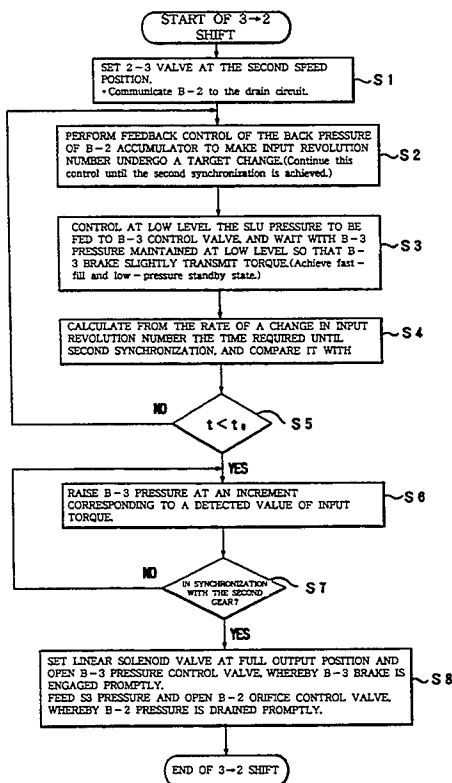 START OF 3→2
SHIFT
SET 2-3 VALVE AT THE SECOND SPEED
POSITION.
• Communicate B-2 to the drain circuit.
S1
PERFORM FEEDBACK CONTROL OF THE BACK PRESSURE
OF B-2 ACCUMULATOR TO MAKE INPUT REVOLUTION
NUMBER UNDERGO A TARGET CHANGE.(Continue this
control until the second synchronization is achieved.)
S2
CONTROL AT LOW LEVEL THE SLU PRESSURE TO BE
FED TO B-3 CONTROL VALVE, AND WAIT WITH B-3
PRESSURE MAINTAINED AT LOW LEVEL SO THAT B-
3 BRAKE SLIGHTLY TRANSMIT TORQUE.(Achieve fast-
fill and low-pressure standby state.)
S3
CALCULATE FROM THE RATE OF A CHANGE IN INPUT
REVOLUTION NUMBER THE TIME REQUIRED UNTIL
SECOND SYNCHRONIZATION, AND COMPARE IT WITH
S4
NO
t < tₛ
S5
YES
RAISE B-3 PRESSURE AT AN INCREMENT
CORRESPONDING TO A DETECTED VALUE OF INPUT
TORQUE.
S6
NO
IN SYNCHRONIZATION
WITH THE SECOND
GEAR?
S7
YES
SET LINEAR SOLENOID VALVE AT FULL OUTPUT POSITION AND
OPEN B-3 PRESSURE CONTROL VALVE, WHEREBY B-3 BRAKE IS
ENGAGED PROMPTLY.
FEED S3 PRESSURE AND OPEN B-2 ORIFICE CONTROL VALVE,
WHEREBY B-2 PRESSURE IS DRAINED PROMPTLY.
S8
END OF 3→2 SHIFT